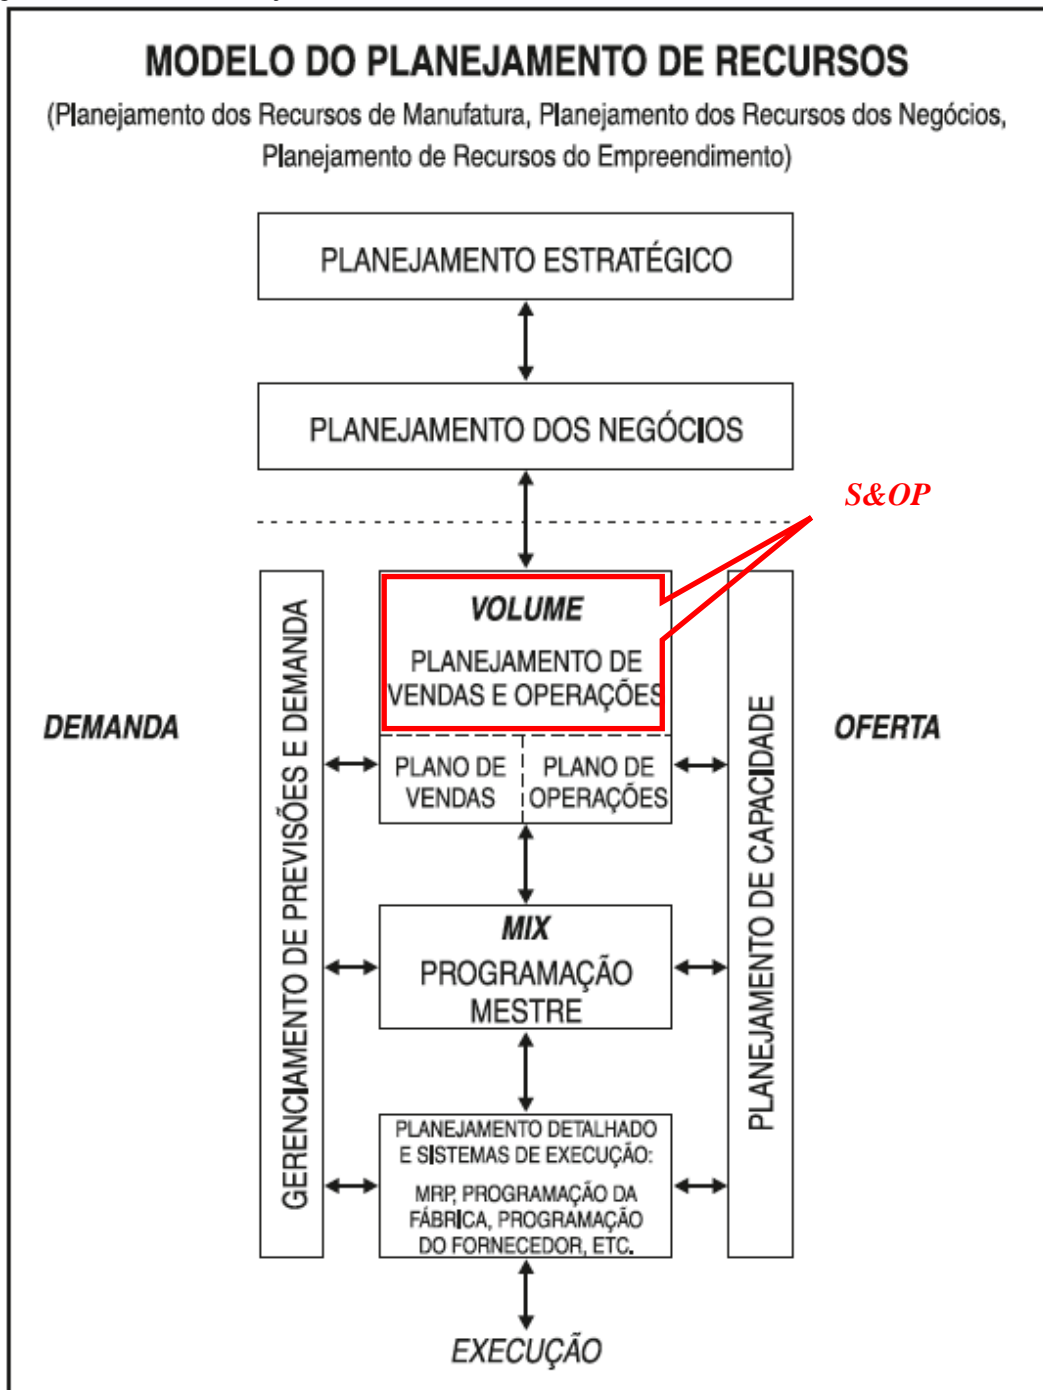 MODELO DO PLANEJAMENTO DE RECURSOS
(Planejamento dos Recursos de Manufatura, Planejamento dos Recursos dos Negócios,
Planejamento de Recursos do Empreendimento)
PLANEJAMENTO ESTRATÉGICO
PLANEJAMENTO DOS NEGÓCIOS
S&OP
VOLUME
PLANEJAMENTO DE
VENDAS E OPERAÇÕES
DEMANDA
GERENCIAMENTO DE PREVISÕES E DEMANDA
PLANO DE
VENDAS
PLANO DE
OPERAÇÕES
PLANEJAMENTO DE CAPACIDADE
OFERTA
MIX
PROGRAMAÇÃO
MESTRE
PLANEJAMENTO DETALHADO
E SISTEMAS DE EXECUÇÃO:
MRP, PROGRAMAÇÃO DA
FÁBRICA, PROGRAMAÇÃO
DO FORNECEDOR, ETC.
EXECUÇÃO